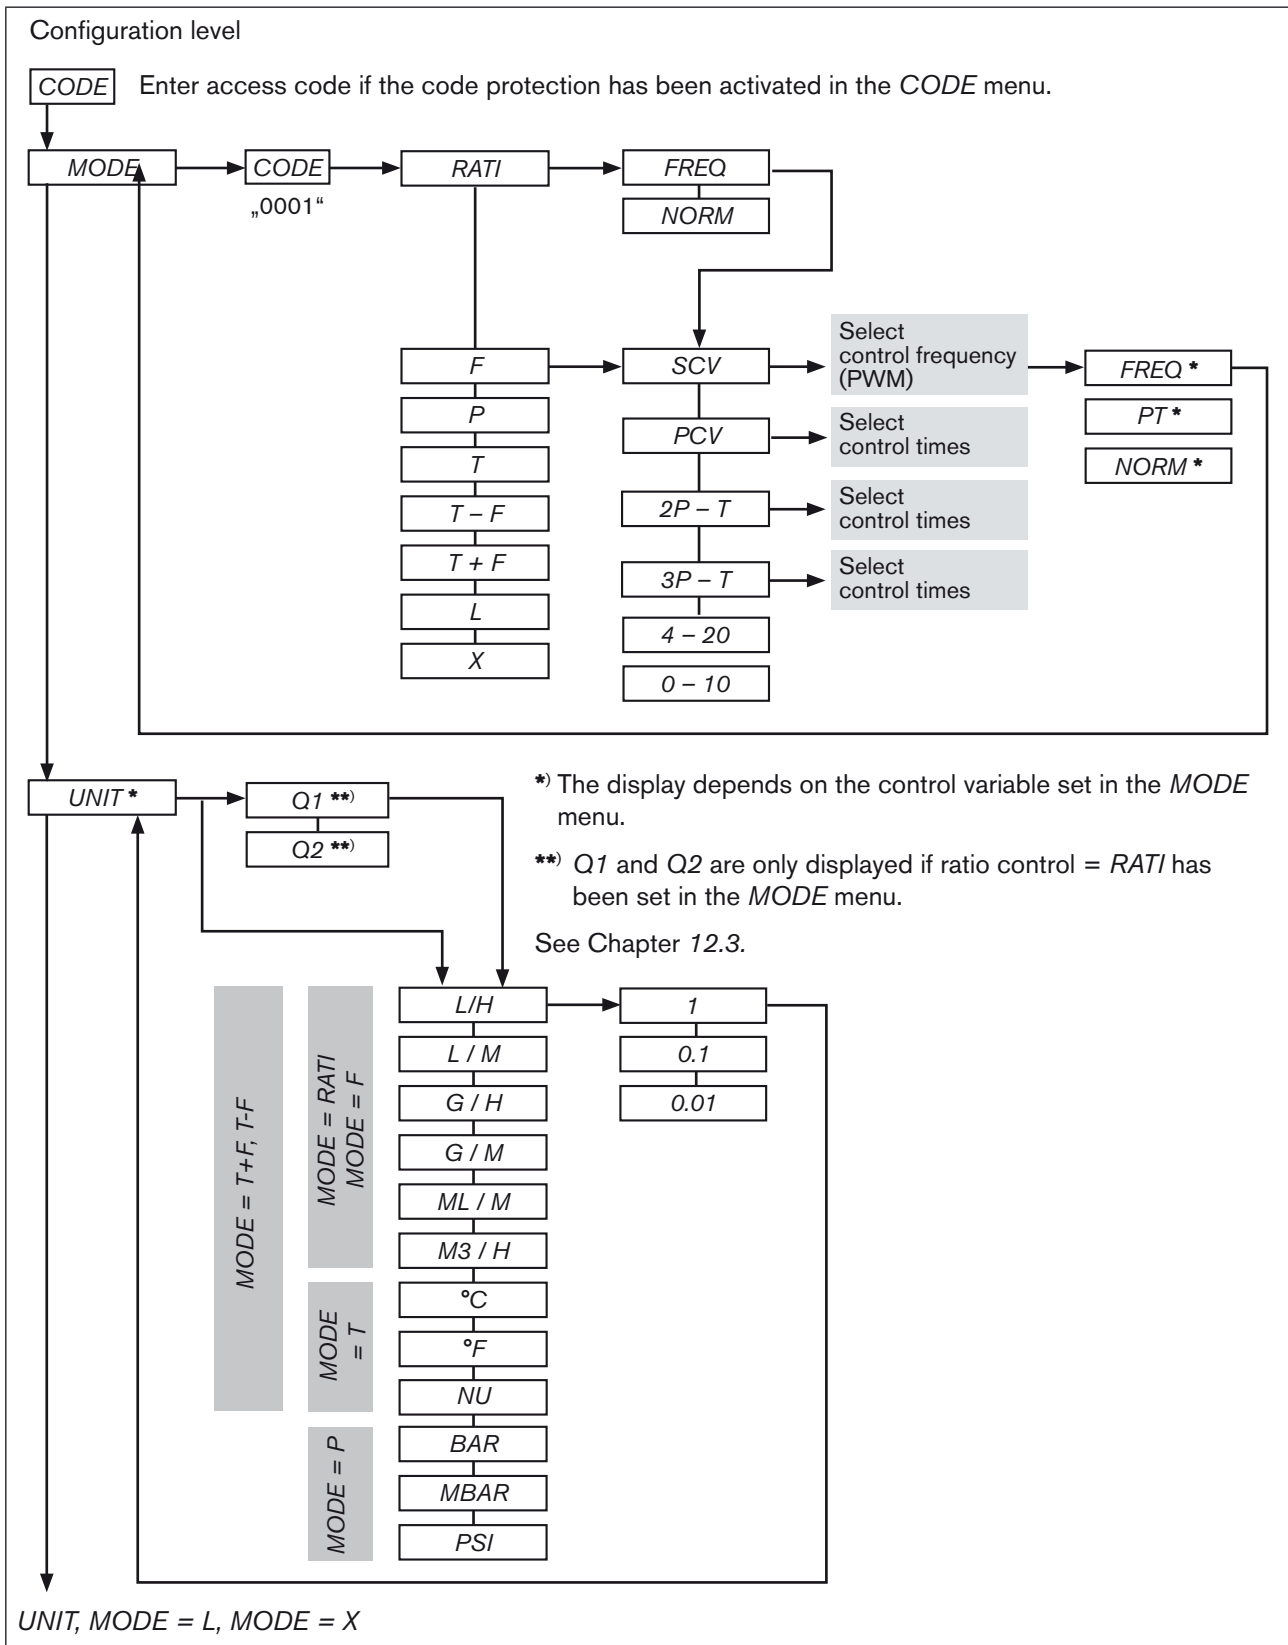 Configuration level
CODE Enter access code if the code protection has been activated in the CODE menu.
MODE CODE RATI FREQ
„0001“ NORM
F SCV Select
control frequency
(PWM) FREQ *
P PCV Select
control times PT *
T NORM *
T – F 2P – T Select
control times
T + F 3P – T Select
control times
L 4 – 20
X 0 – 10
UNIT * Q1 **)
Q2 **)
*) The display depends on the control variable set in the MODE
menu.
**) Q1 and Q2 are only displayed if ratio control = RATI has
been set in the MODE menu.
See Chapter 12.3.
MODE = T+F, T-F
MODE = RATI
MODE = F
MODE
= T
MODE = P
L/H 1
L / M 0.1
G / H 0.01
G / M
ML / M
M3 / H
°C
°F
NU
BAR
MBAR
PSI
UNIT, MODE = L, MODE = X